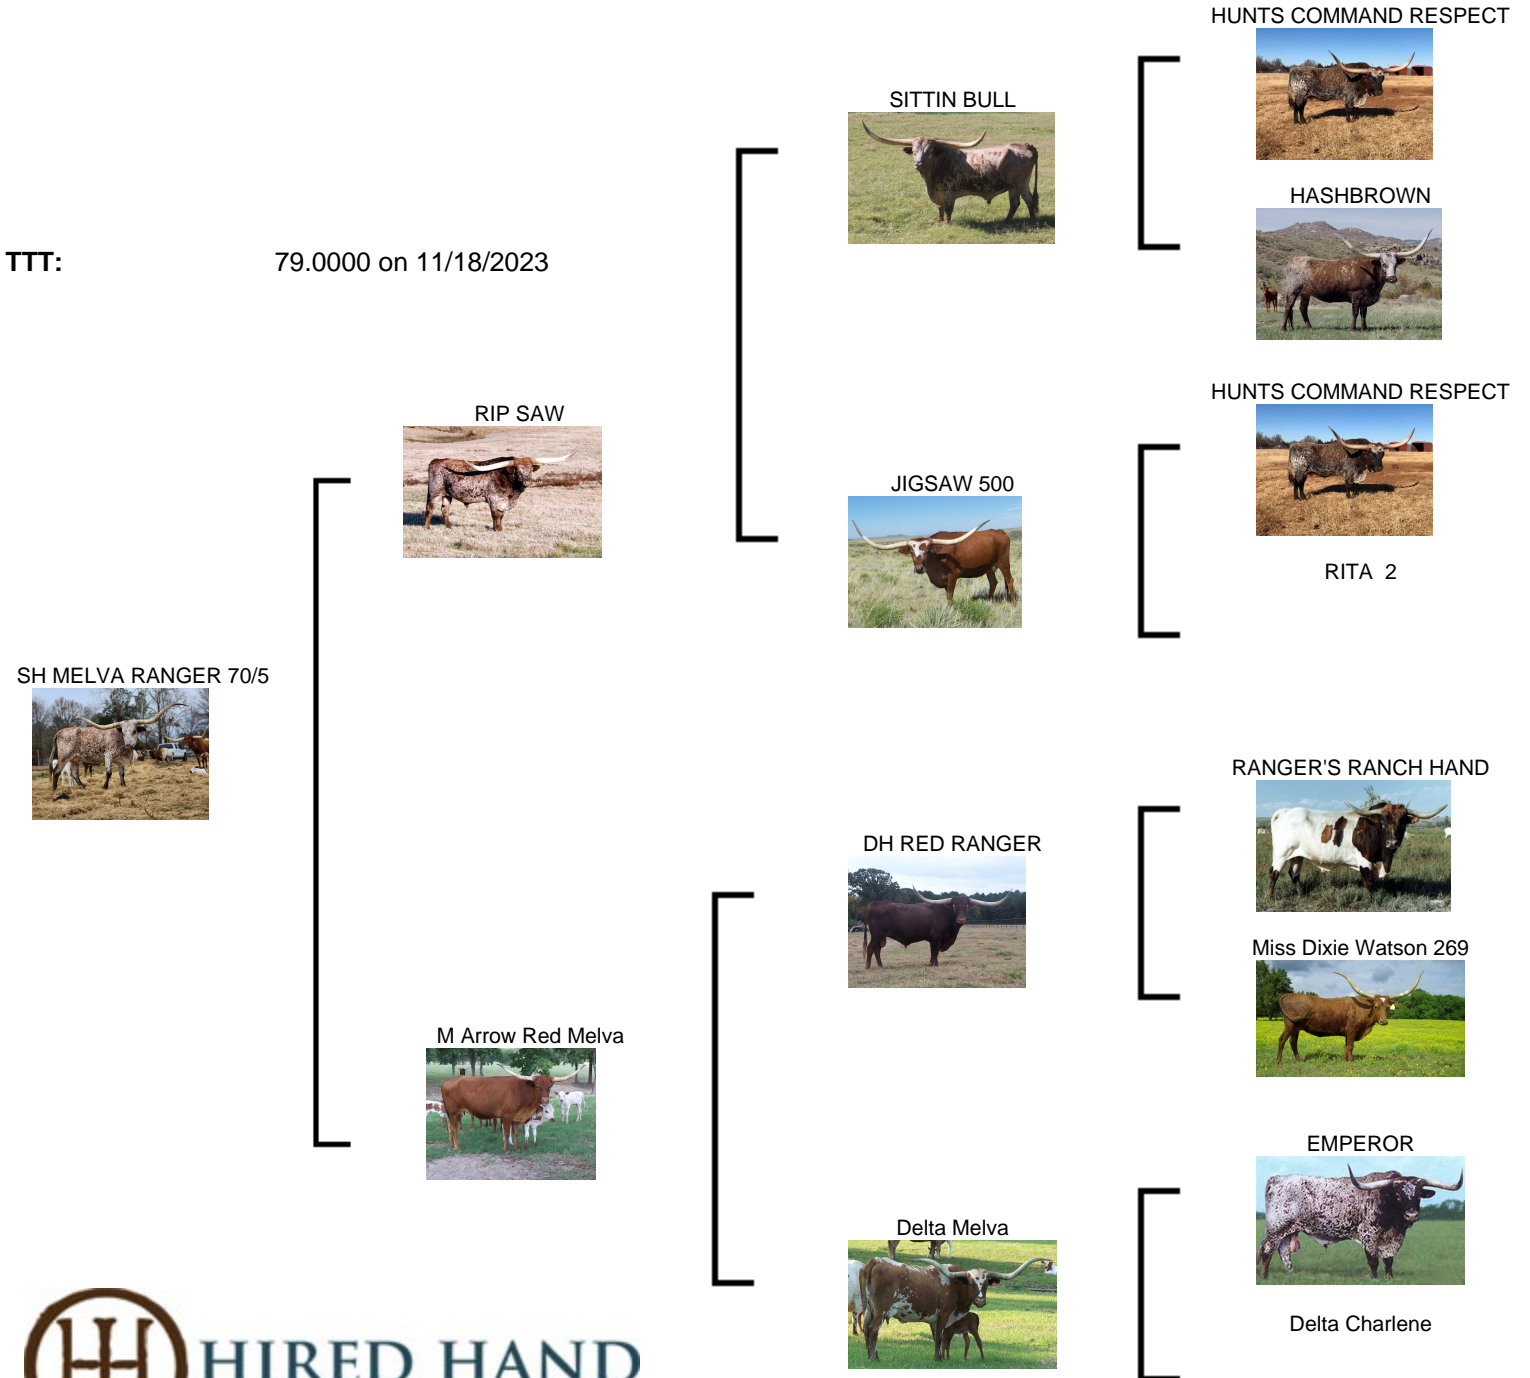 HUNTS COMMAND RESPECT
SITTIN BULL
HASHBROWN
TTT: 79.0000 on 11/18/2023
HUNTS COMMAND RESPECT
RIP SAW
JIGSAW 500
RITA  2
SH MELVA RANGER 70/5
RANGER'S RANCH HAND
DH RED RANGER
Miss Dixie Watson 269
M Arrow Red Melva
EMPEROR
Delta Melva
Delta Charlene
HIRED HAND